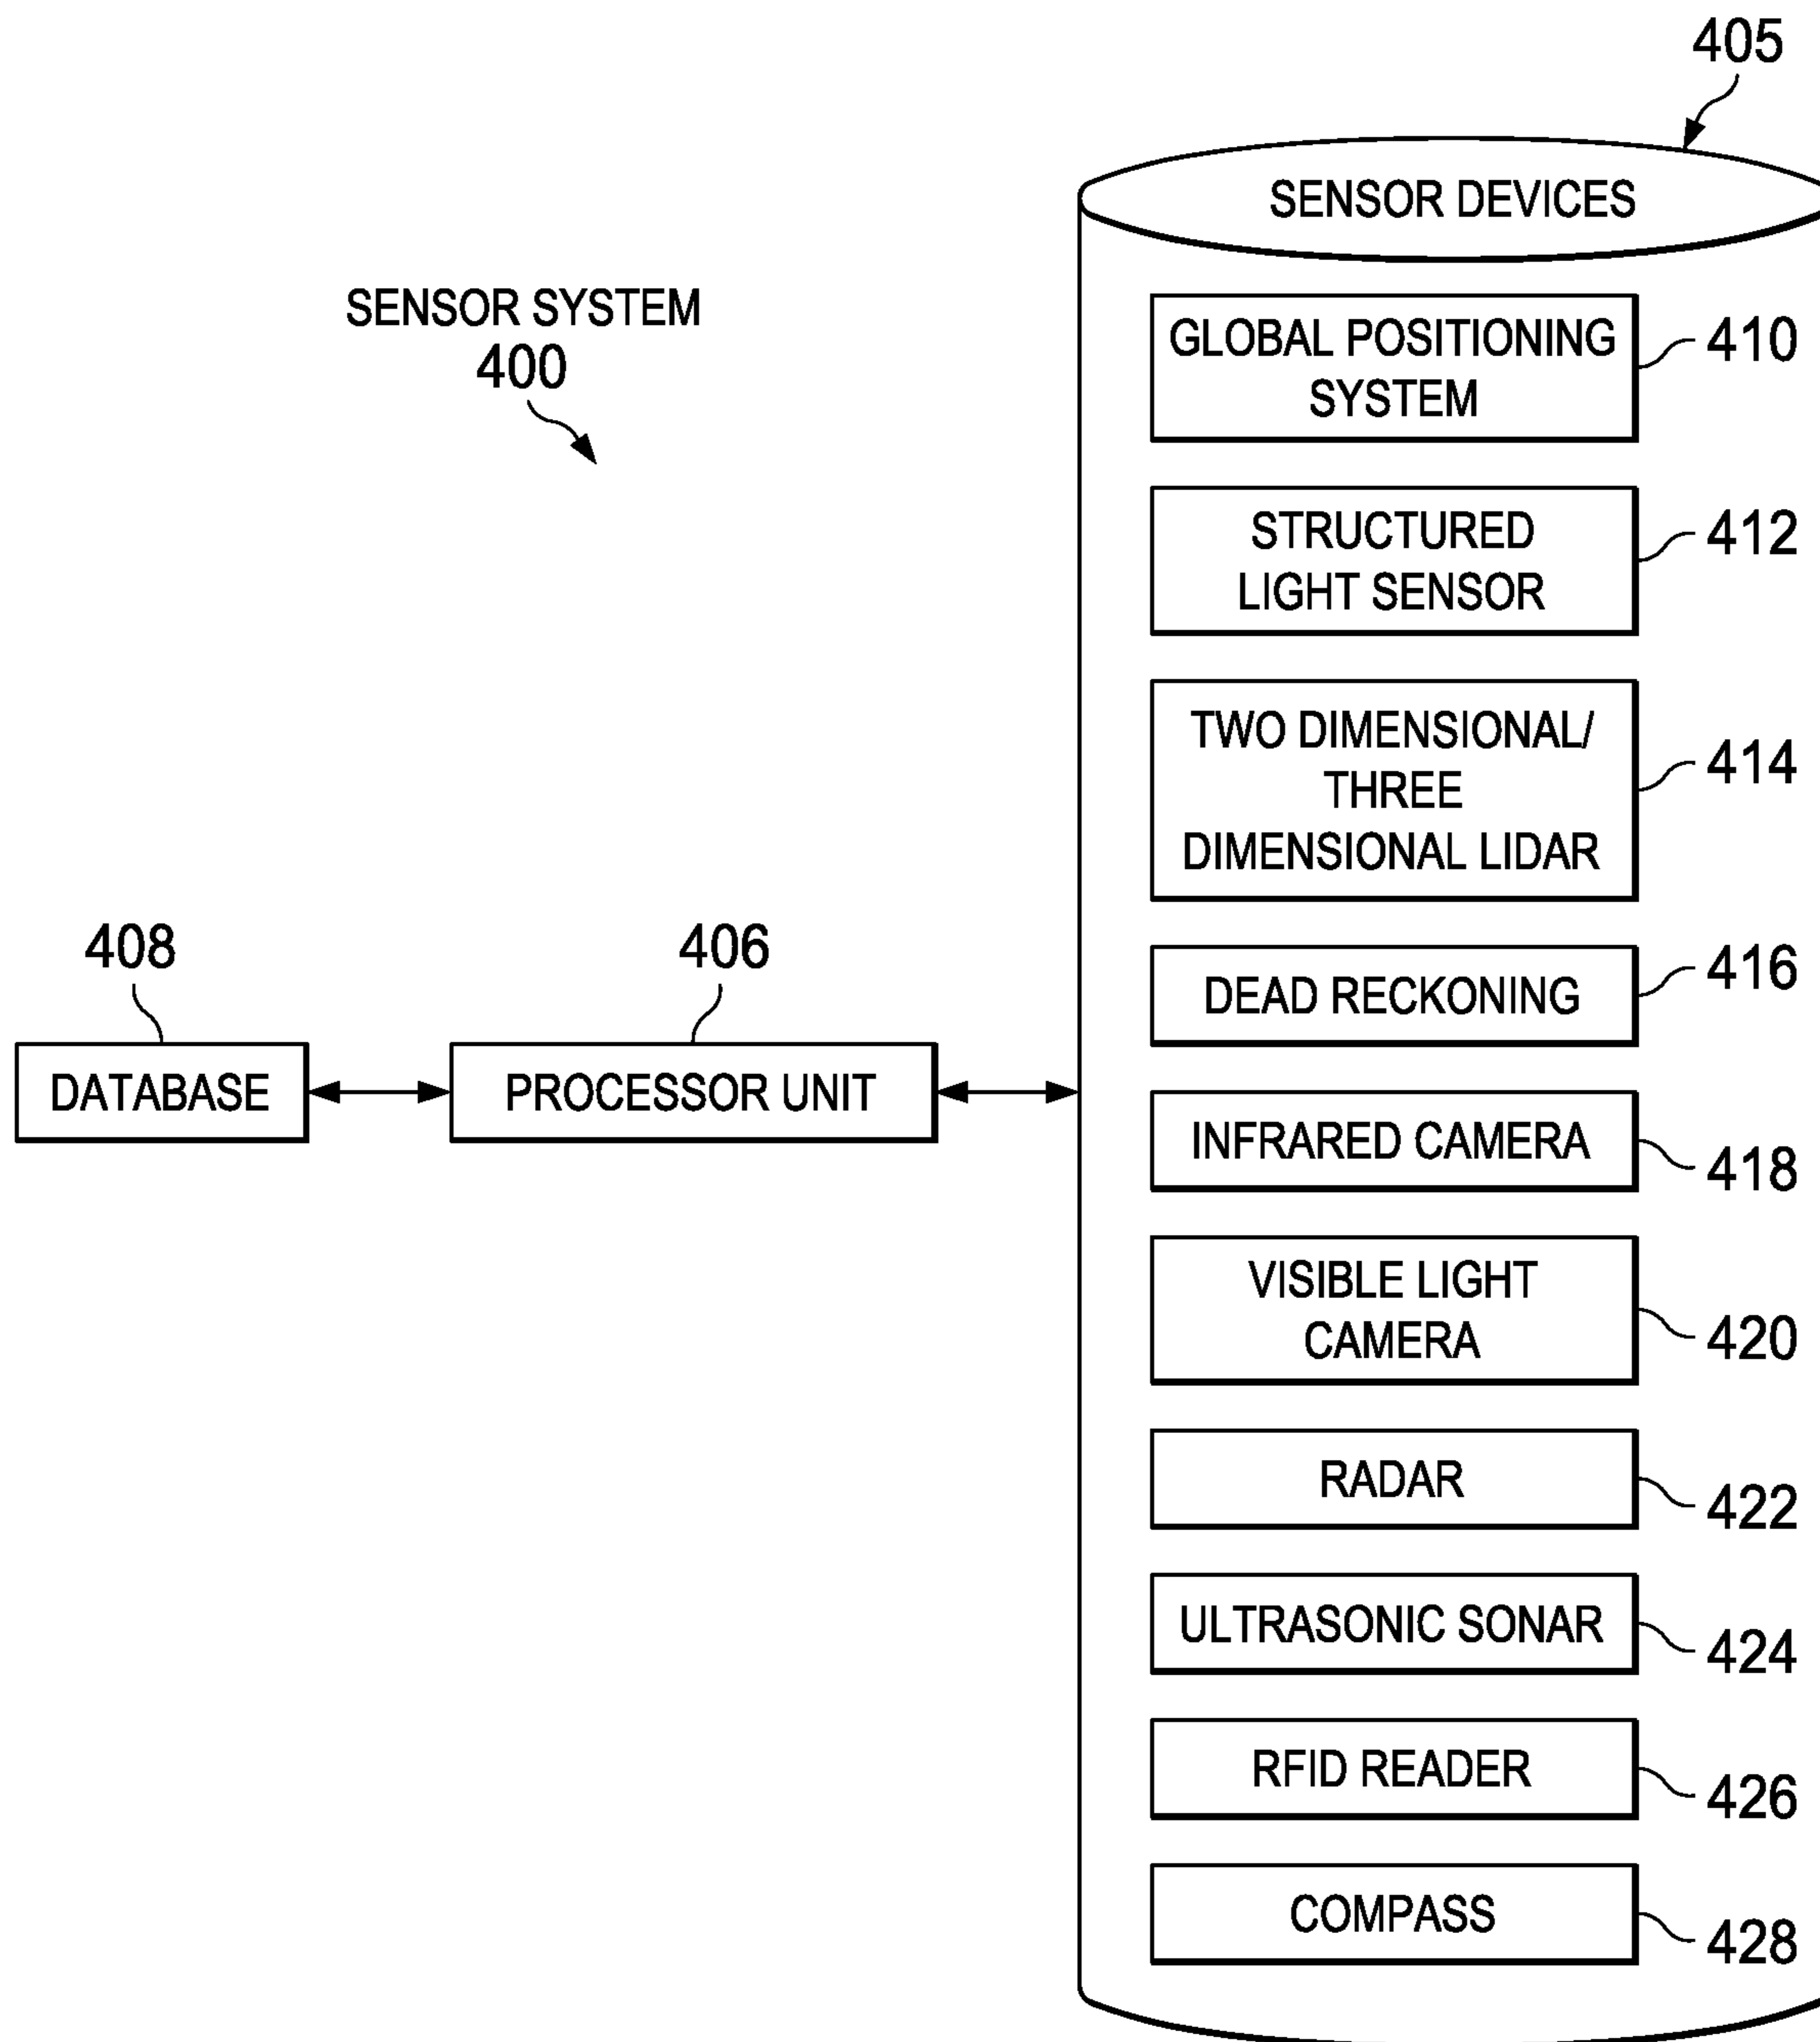 405
SENSOR DEVICES
SENSOR SYSTEM
400
GLOBAL POSITIONING
SYSTEM
410
STRUCTURED
LIGHT SENSOR
412
TWO DIMENSIONAL/
THREE
DIMENSIONAL LIDAR
414
408
406
DEAD RECKONING
416
DATABASE
PROCESSOR UNIT
INFRARED CAMERA
418
VISIBLE LIGHT
CAMERA
420
RADAR
422
ULTRASONIC SONAR
424
RFID READER
426
COMPASS
428